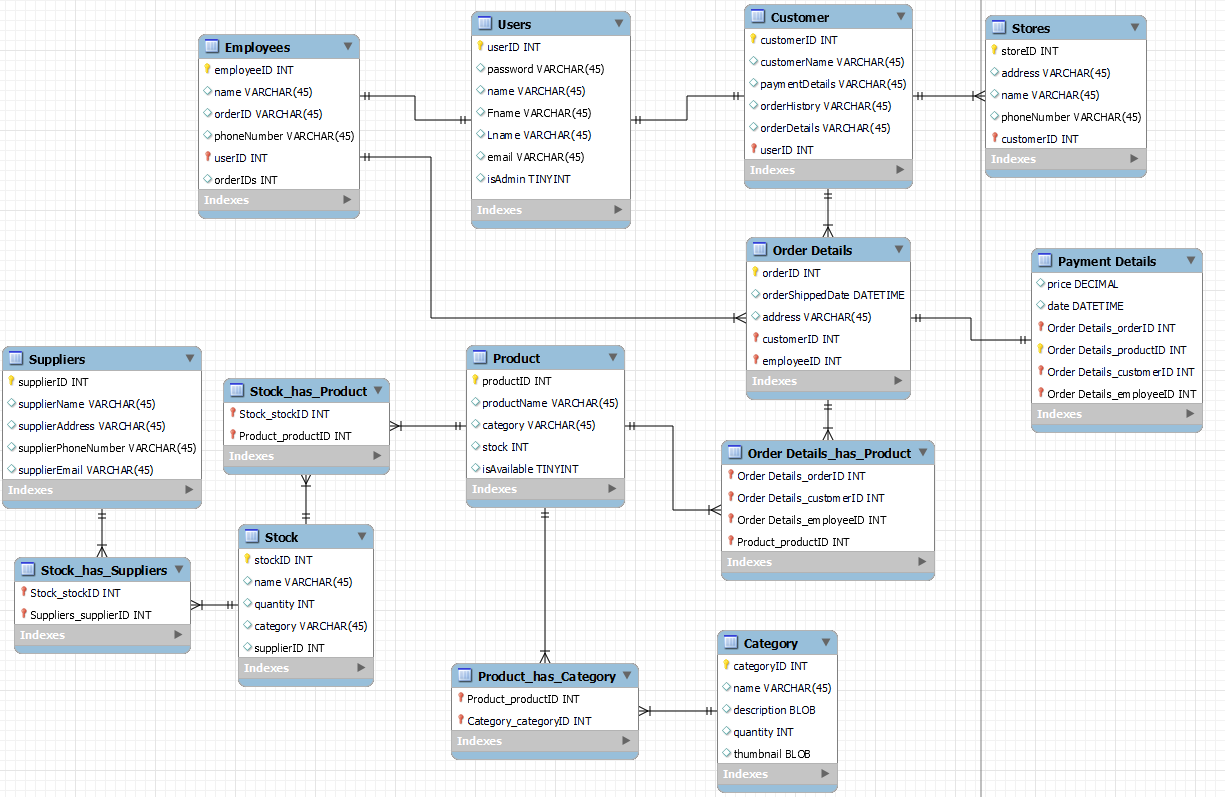 Employees
employeeID INT
name VARCHAR(45)
orderID VARCHAR(45)
phoneNumber VARCHAR(45)
userID INT
orderIDs INT
Indexes
Users
userID INT
password VARCHAR(45)
name VARCHAR(45)
Fname VARCHAR(45)
Lname VARCHAR(45)
email VARCHAR(45)
isAdmin TINYINT
Indexes
Customer
customerID INT
customerName VARCHAR(45)
paymentDetails VARCHAR(45)
orderHistory VARCHAR(45)
orderDetails VARCHAR(45)
userID INT
Indexes
Stores
storeID INT
address VARCHAR(45)
name VARCHAR(45)
phoneNumber VARCHAR(45)
customerID INT
Indexes
Order Details
orderID INT
orderShippedDate DATETIME
address VARCHAR(45)
customerID INT
employeeID INT
Indexes
Payment Details
price DECIMAL
date DATETIME
Order Details_orderID INT
Order Details_productID INT
Order Details_customerID INT
Order Details_employeeID INT
Indexes
Suppliers
supplierID INT
supplierName VARCHAR(45)
supplierAddress VARCHAR(45)
supplierPhoneNumber VARCHAR(45)
supplierEmail VARCHAR(45)
Indexes
Stock_has_Product
Stock_stockID INT
Product_productID INT
Indexes
Product
productID INT
productName VARCHAR(45)
category VARCHAR(45)
stock INT
isAvailable TINYINT
Indexes
Order Details_has_Product
Order Details_orderID INT
Order Details_customerID INT
Order Details_employeeID INT
Product_productID INT
Indexes
Stock_has_Suppliers
Stock_stockID INT
Suppliers_supplierID INT
Indexes
Stock
stockID INT
name VARCHAR(45)
quantity INT
category VARCHAR(45)
supplierID INT
Indexes
Product_has_Category
Product_productID INT
Category_categoryID INT
Indexes
Category
categoryID INT
name VARCHAR(45)
description BLOB
quantity INT
thumbnail BLOB
Indexes